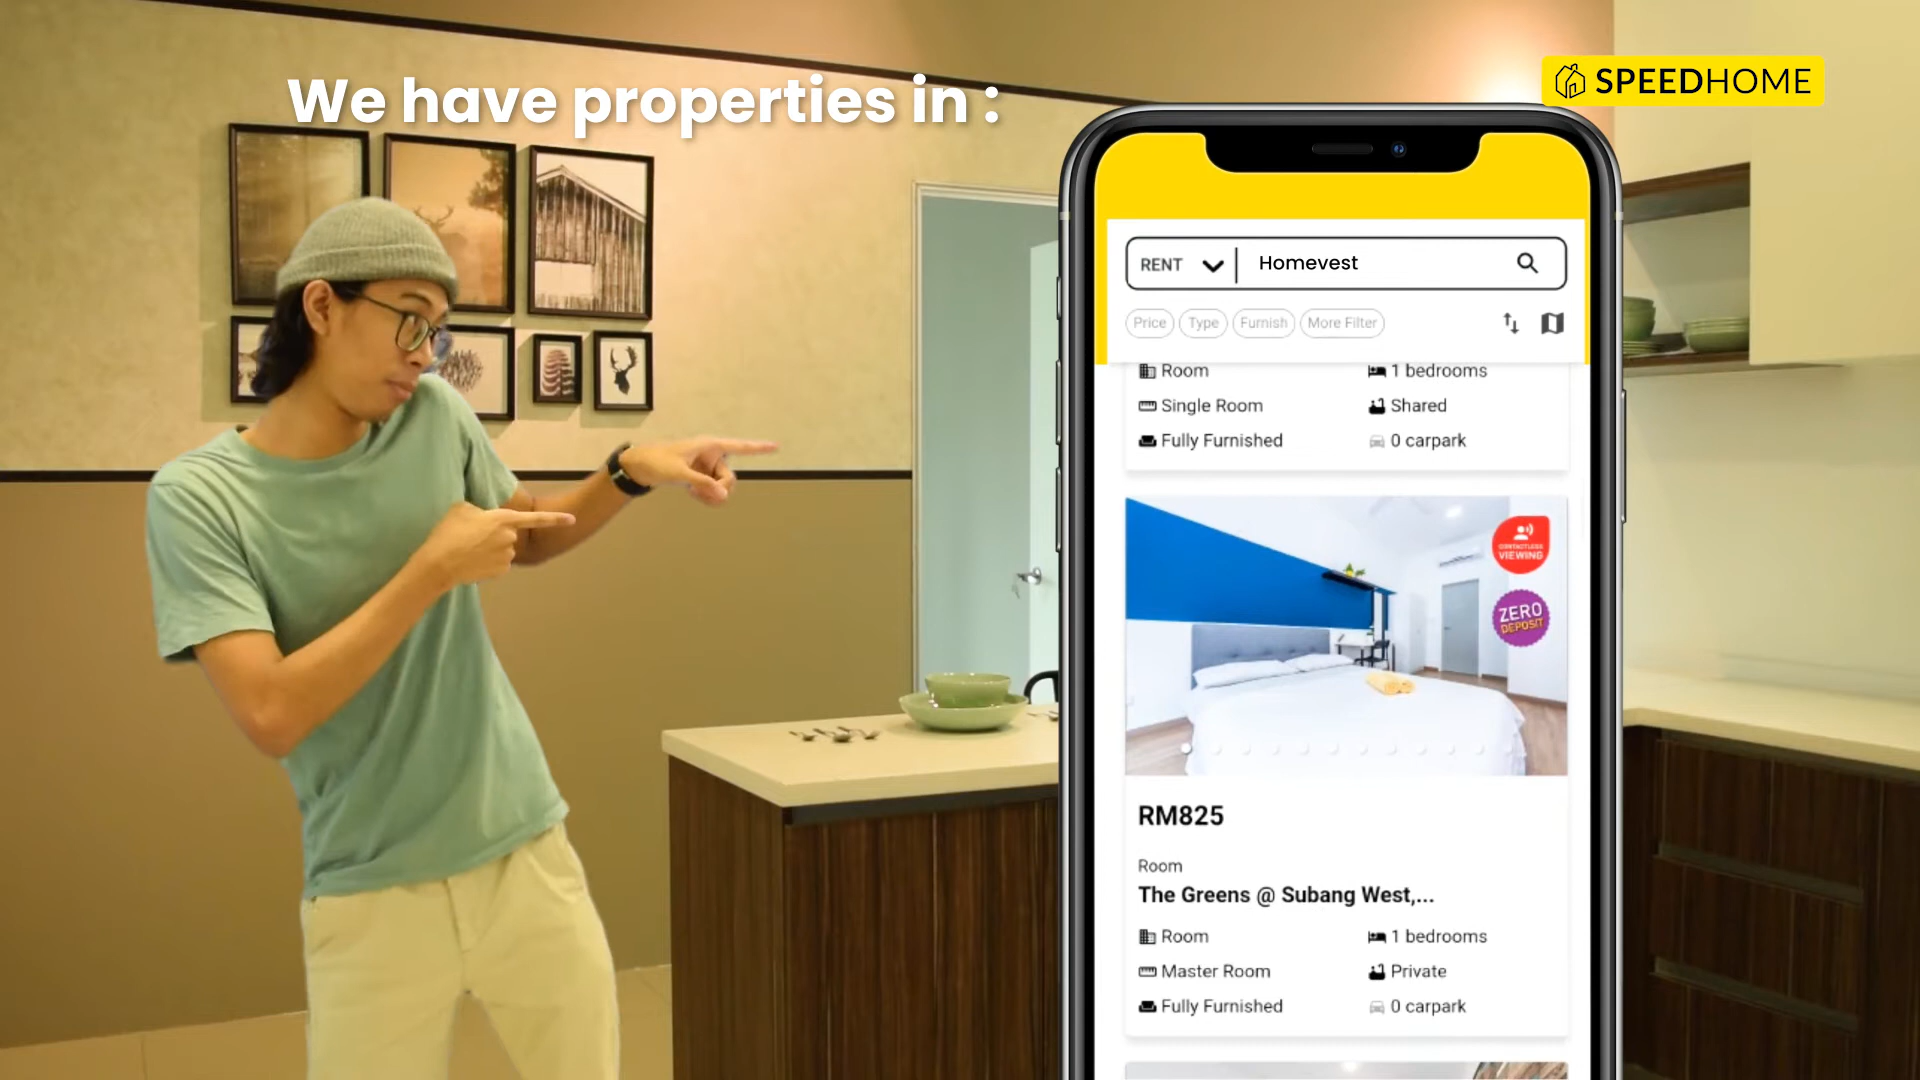 We have properties in :
SPEEDHOME
RENT
Homevest
Price
Type
Furnish
More Filter
Room
1 bedrooms
Single Room
Shared
Fully Furnished
0 carpark
CONTACTLESS
VIEWING
ZERO
DEPOSIT
RM825
Room
The Greens @ Subang West,...
Room
1 bedrooms
Master Room
Private
Fully Furnished
0 carpark